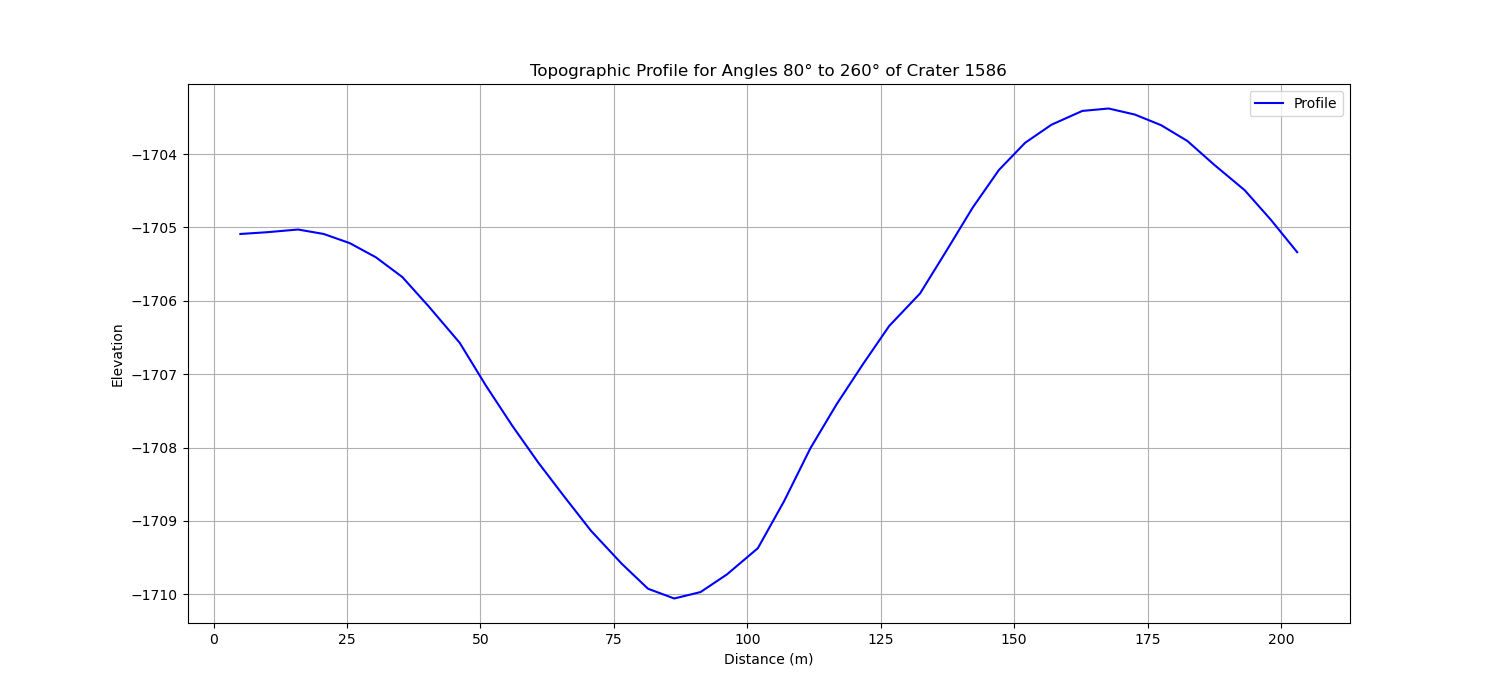 Topographic Profile for Angles 80° to 260° of Crater 1586
Profile
−1704
−1705
−1706
−1707
−1708
−1709
−1710
Elevation
0 25 50 75 100 125 150 175 200
Distance (m)